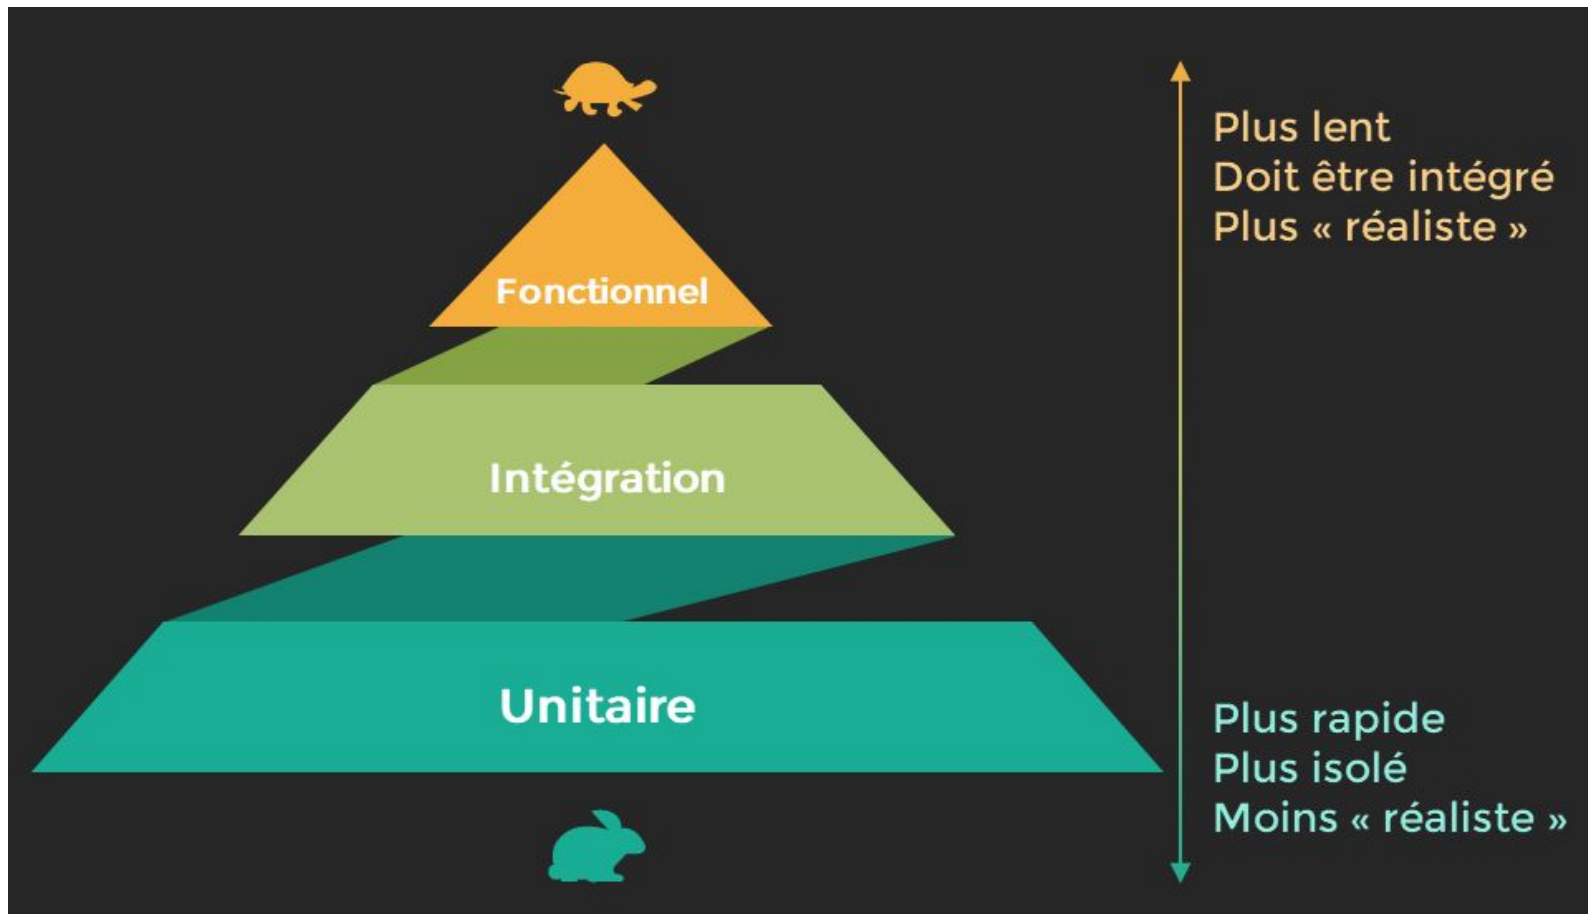 Plus lent
Doit être intégré
Plus « réaliste »
Fonctionnel
Intégration
Unitaire
Plus rapide
Plus isolé
Moins « réaliste »